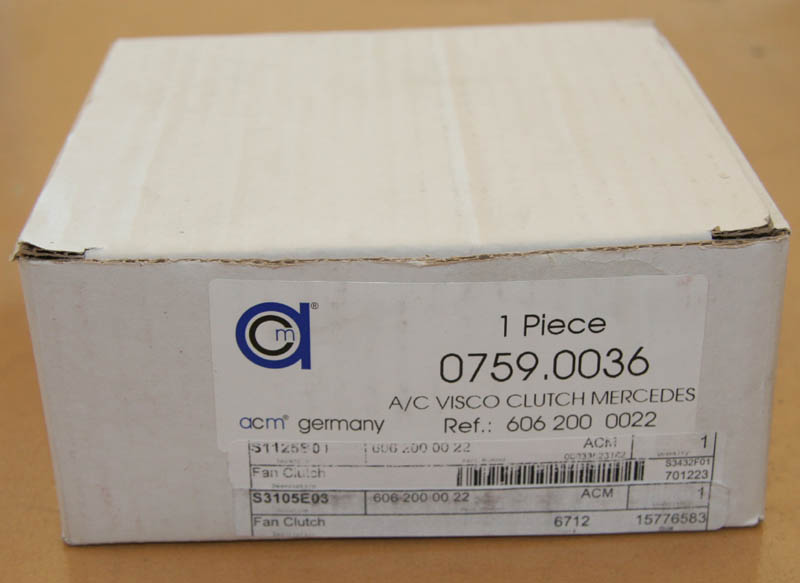 acm®
1 Piece
0759.0036
A/C VISCO CLUTCH MERCEDES
acm® germany
Ref.: 606 200 0022
606 200 00 22 ACM 1
S3432F01
Fan Clutch 701223
S3105E03 606-200 00 22 ACM 1
Fan Clutch 6712 15776583